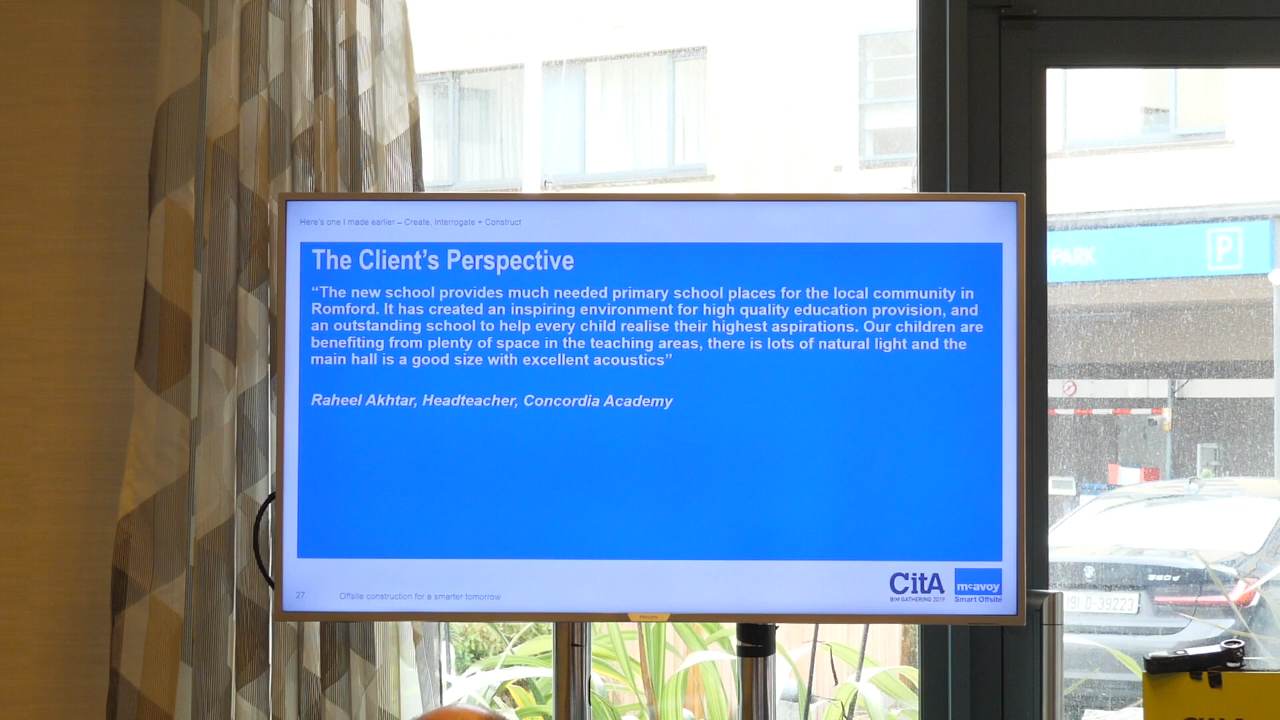 Here's one I made earlier – Create, Interrogate + Construct
The Client's Perspective
“The new school provides much needed primary school places for the local community in
Romford. It has created an inspiring environment for high quality education provision, and
an outstanding school to help every child realise their highest aspirations. Our children are
benefiting from plenty of space in the teaching areas, there is lots of natural light and the
main hall is a good size with excellent acoustics”
Raheel Akhtar, Headteacher, Concordia Academy
27
Offsite construction for a smarter tomorrow
CitA
BIM GATHERING 2019
mcavoy
Smart Offsite
PHILIPS
PARK
P
191-D-39223